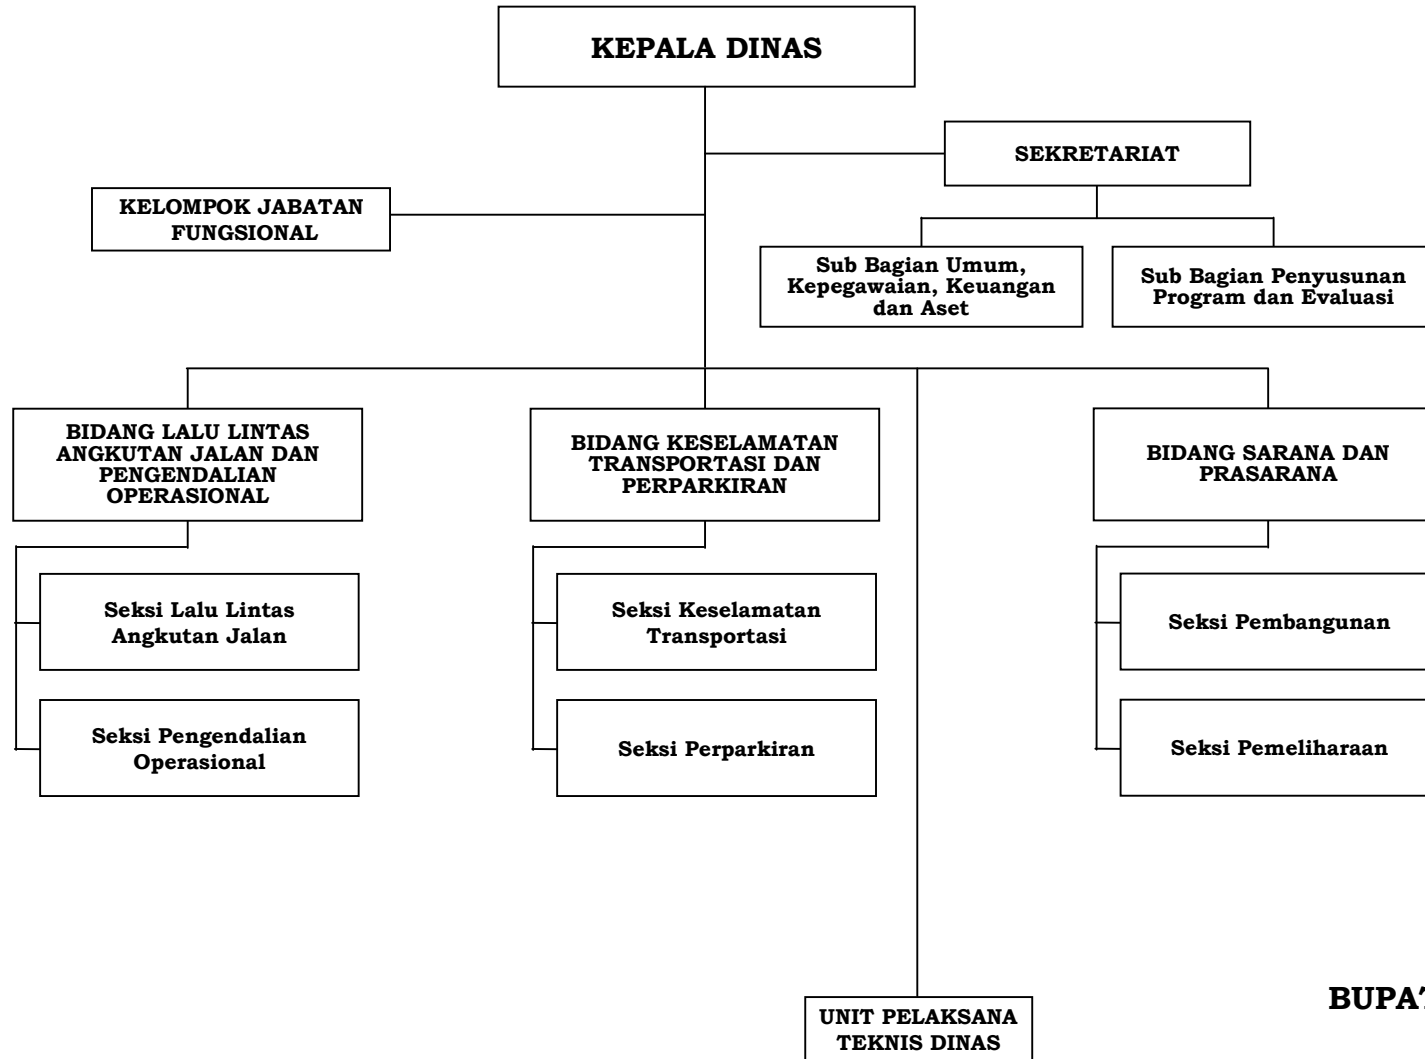 KEPALA DINAS
SEKRETARIAT
KELOMPOK JABATAN
FUNGSIONAL
Sub Bagian Umum,
Kepegawaian, Keuangan
dan Aset
Sub Bagian Penyusunan
Program dan Evaluasi
BIDANG LALU LINTAS
ANGKUTAN JALAN DAN
PENGENDALIAN
OPERASIONAL
BIDANG KESELAMATAN
TRANSPORTASI DAN
PERPARKIRAN
BIDANG SARANA DAN
PRASARANA
Seksi Lalu Lintas
Angkutan Jalan
Seksi Keselamatan
Transportasi
Seksi Pembangunan
Seksi Pengendalian
Operasional
Seksi Perparkiran
Seksi Pemeliharaan
UNIT PELAKSANA
TEKNIS DINAS